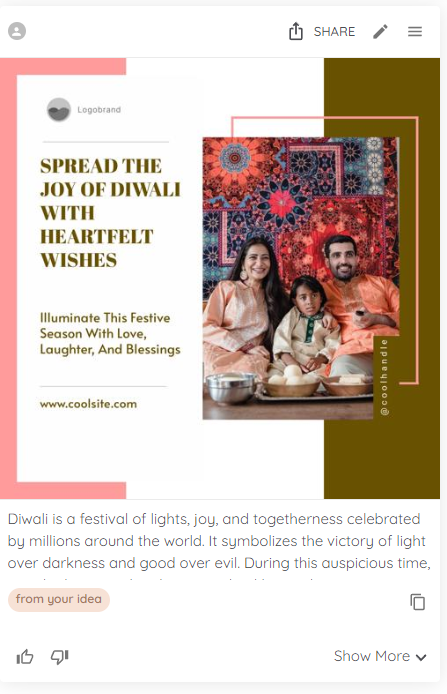 SHARE
Logobrand
SPREAD THE
JOY OF DIWALI
WITH
HEARTFELT
WISHES
Illuminate This Festive
Season With Love,
Laughter, And Blessings
www.coolsite.com
@coolhandle
Diwali is a festival of lights, joy, and togetherness celebrated
by millions around the world. It symbolizes the victory of light
over darkness and good over evil. During this auspicious time,
from your idea
Show More